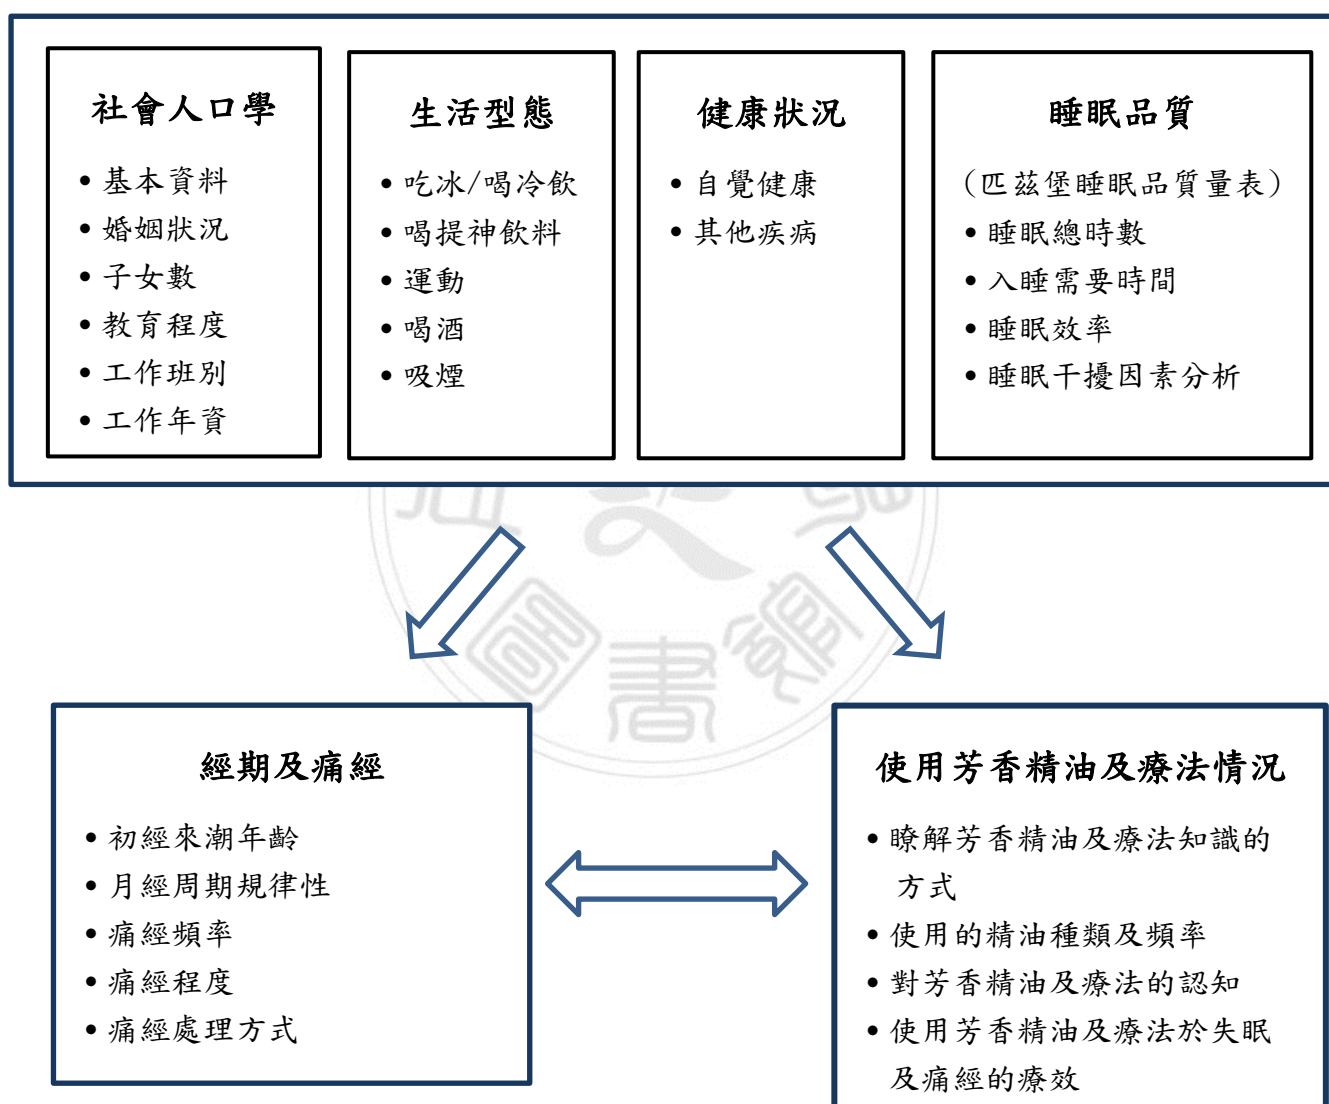 社會人口學
• 基本資料
• 婚姻狀況
• 子女數
• 教育程度
• 工作班別
• 工作年資
生活型態
• 吃冰/喝冷飲
• 喝提神飲料
• 運動
• 喝酒
• 吸煙
健康狀況
• 自覺健康
• 其他疾病
睡眠品質
(匹茲堡睡眠品質量表)
• 睡眠總時數
• 入睡需要時間
• 睡眠效率
• 睡眠干擾因素分析
經期及痛經
• 初經來潮年齡
• 月經周期規律性
• 痛經頻率
• 痛經程度
• 痛經處理方式
使用芳香精油及療法情況
• 瞭解芳香精油及療法知識的
方式
• 使用的精油種類及頻率
• 對芳香精油及療法的認知
• 使用芳香精油及療法於失眠
及痛經的療效
書